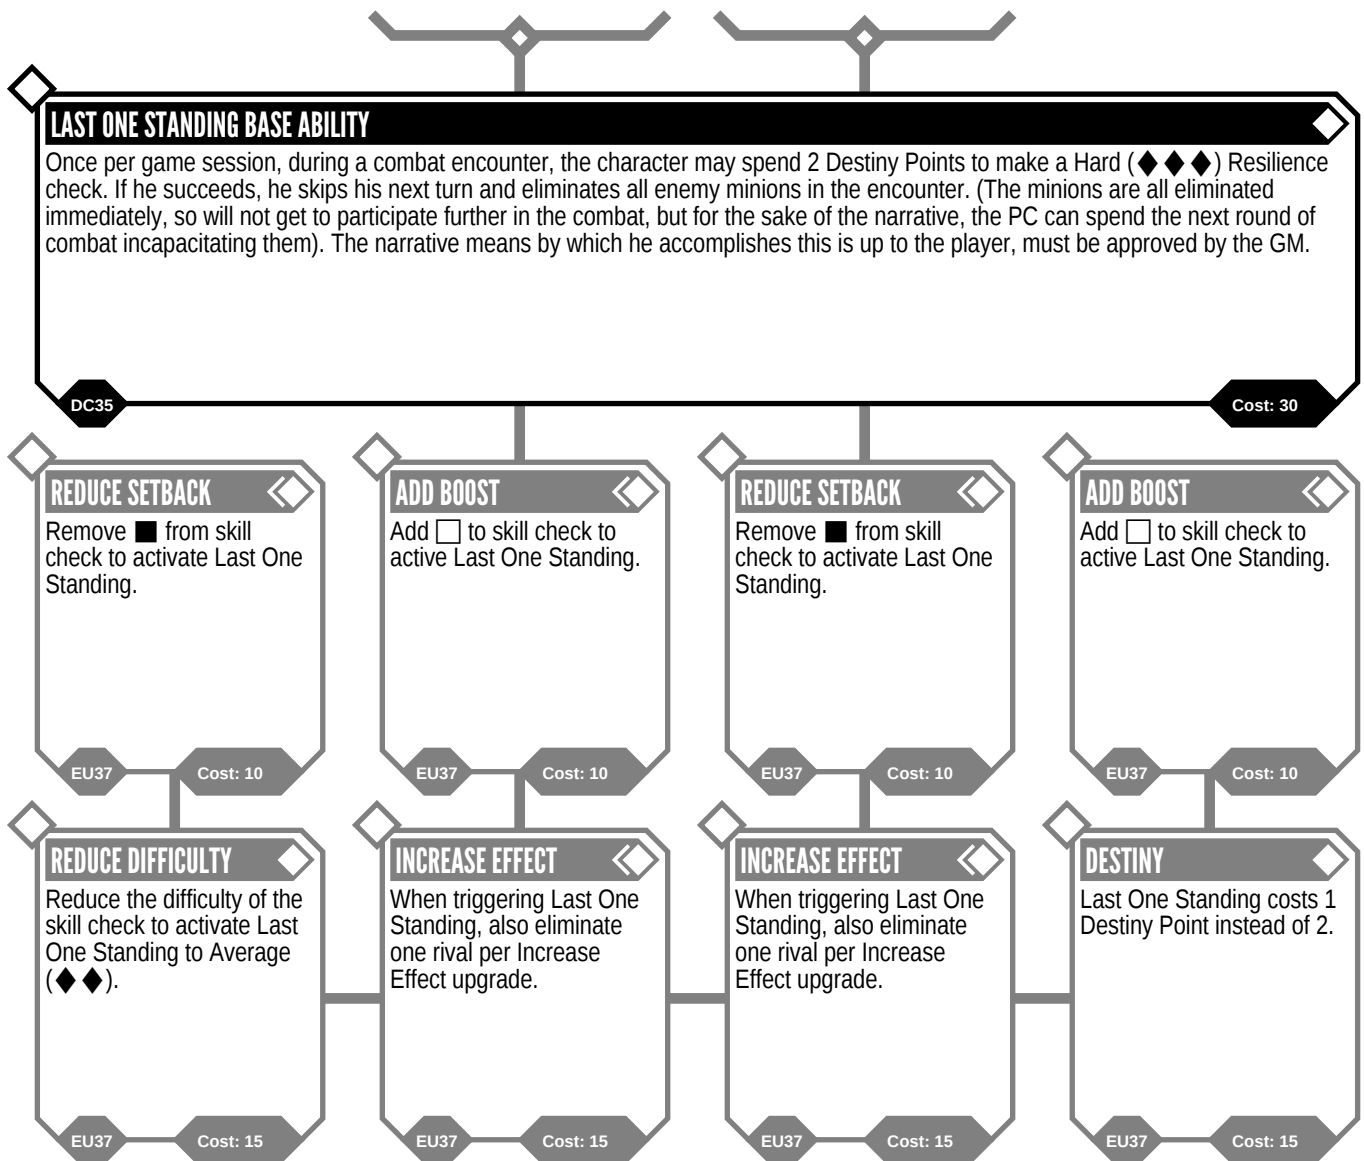 LAST ONE STANDING BASE ABILITY
Once per game session, during a combat encounter, the character may spend 2 Destiny Points to make a Hard (♦♦♦) Resilience
check. If he succeeds, he skips his next turn and eliminates all enemy minions in the encounter. (The minions are all eliminated
immediately, so will not get to participate further in the combat, but for the sake of the narrative, the PC can spend the next round of
combat incapacitating them). The narrative means by which he accomplishes this is up to the player, must be approved by the GM.
DC35
Cost: 30
REDUCE SETBACK
Remove ■ from skill
check to activate Last One
Standing.
EU37
Cost: 10
ADD BOOST
Add □ to skill check to
active Last One Standing.
EU37
Cost: 10
REDUCE SETBACK
Remove ■ from skill
check to activate Last One
Standing.
EU37
Cost: 10
ADD BOOST
Add □ to skill check to
active Last One Standing.
EU37
Cost: 10
REDUCE DIFFICULTY
Reduce the difficulty of the
skill check to activate Last
One Standing to Average
(♦♦).
EU37
Cost: 15
INCREASE EFFECT
When triggering Last One
Standing, also eliminate
one rival per Increase
Effect upgrade.
EU37
Cost: 15
INCREASE EFFECT
When triggering Last One
Standing, also eliminate
one rival per Increase
Effect upgrade.
EU37
Cost: 15
DESTINY
Last One Standing costs 1
Destiny Point instead of 2.
EU37
Cost: 15